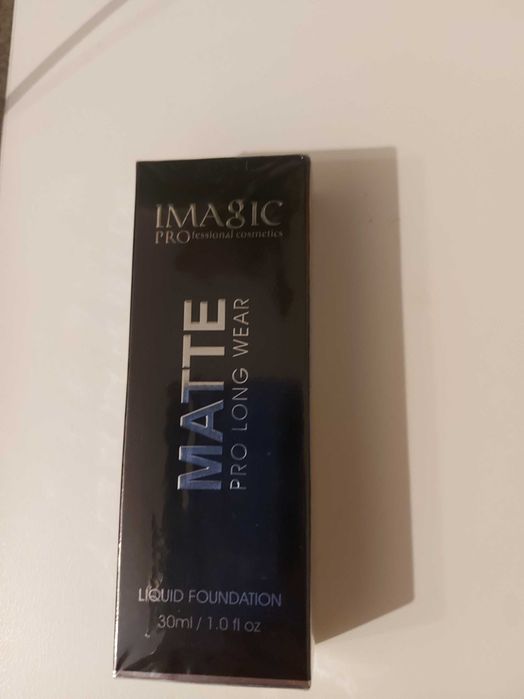 IMAGIC
PROfessional cosmetics
MATTE
PRO LONG WEAR
LIQUID FOUNDATION
30ml / 1.0 fl oz